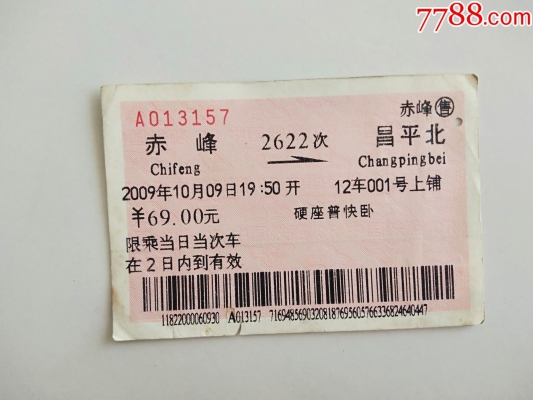 7788.com
赤峰售
A013157
赤 峰 2622次 昌平北
Chifeng Changpingbei
2009年10月09日19:50开 12车001号上铺
￥69.00元 硬座普快卧
限乘当日当次车
在2日内到有效
11822000060930 A013157 7169485690320818769560576633682464​0447